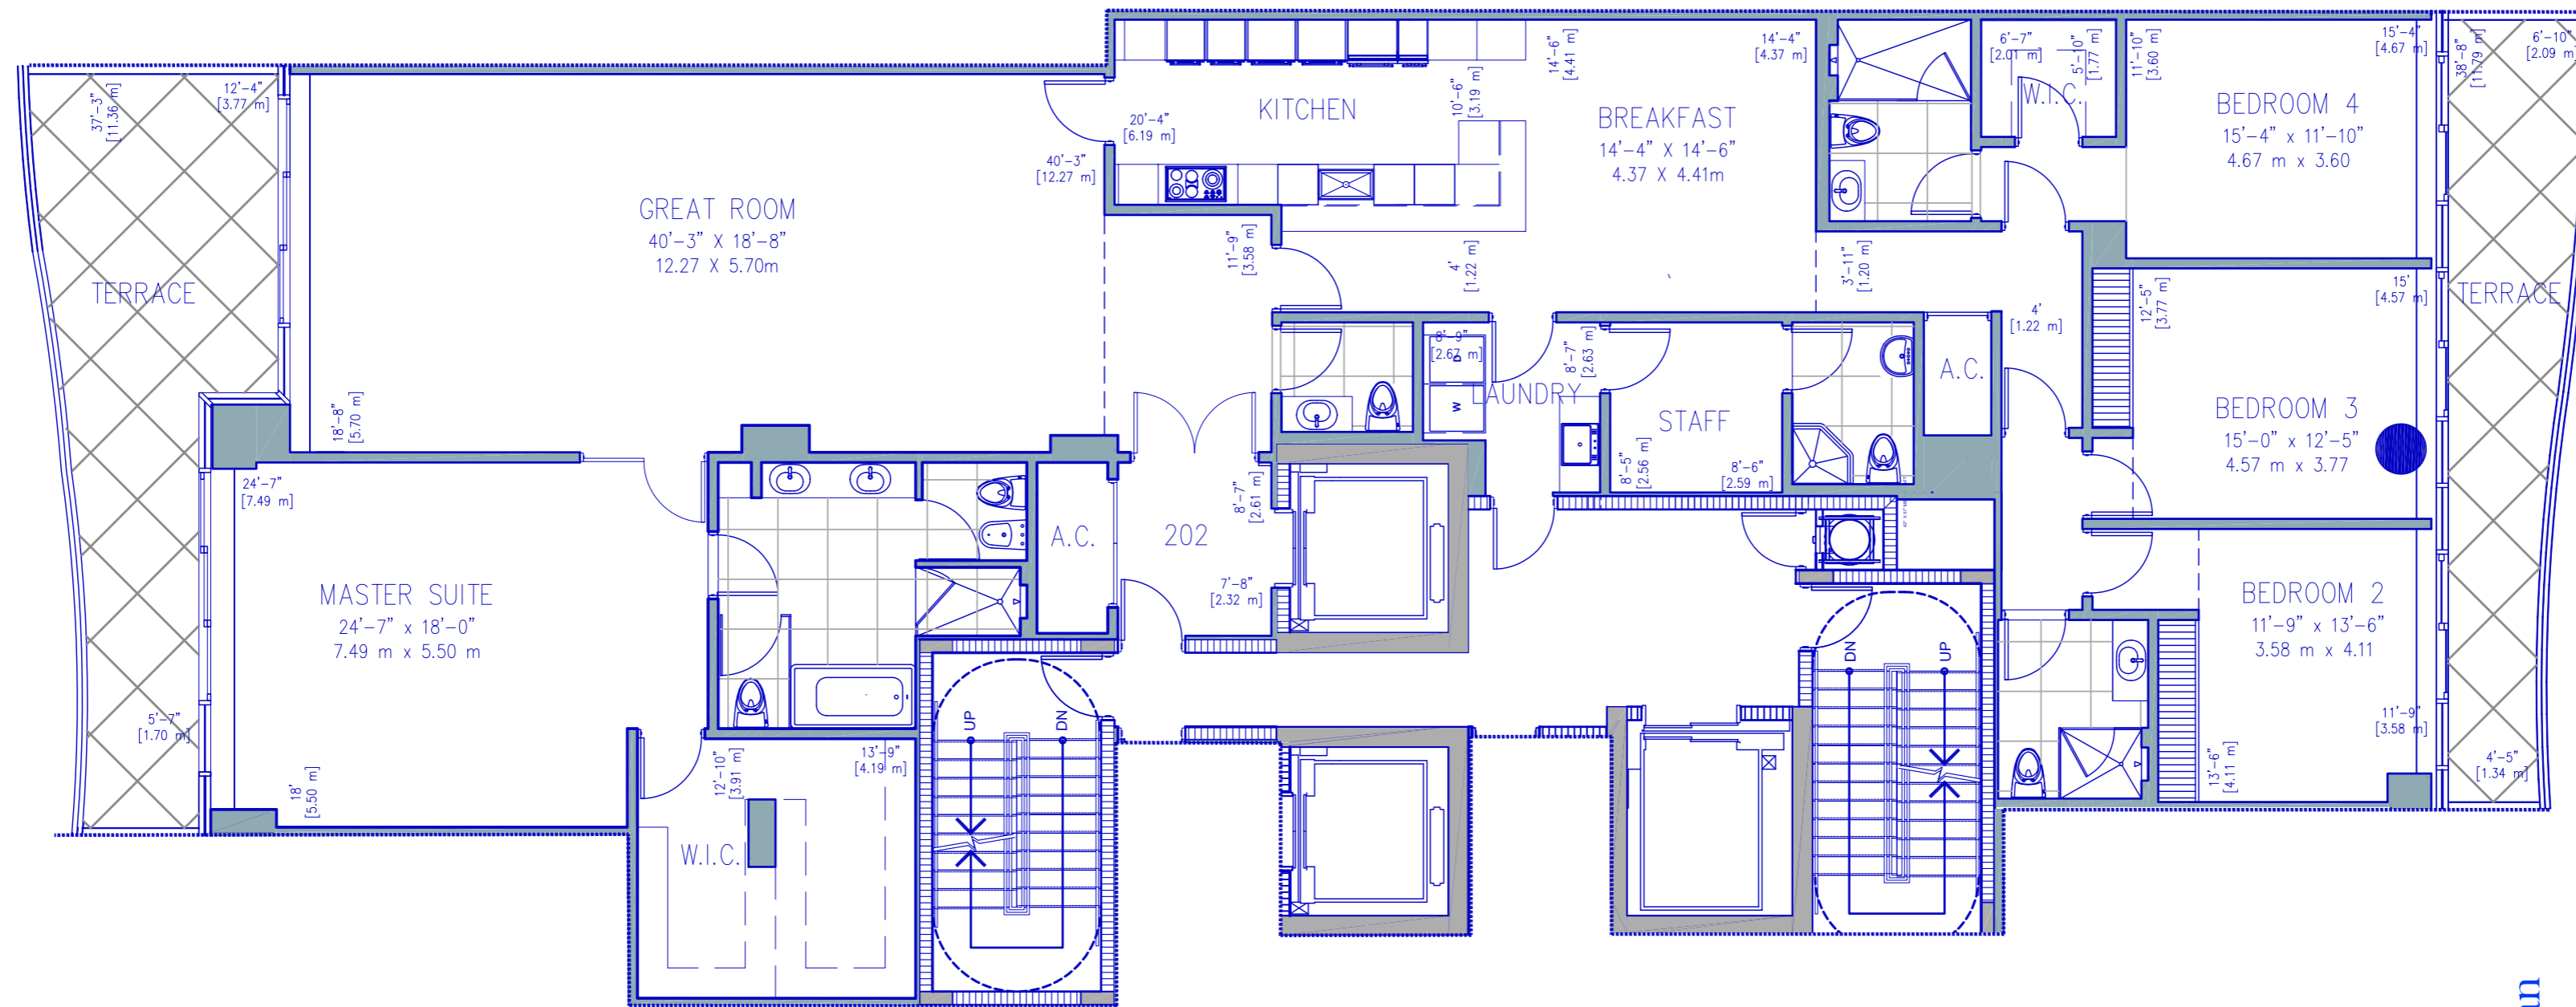 37'-3"
[11.36 m]
12'-4"
[3.77 m]
TERRACE
GREAT ROOM
40'-3" X 18'-8"
12.27 X 5.70m
40'-3"
[12.27 m]
18'-8"
[5.70 m]
20'-4"
[6.19 m]
KITCHEN
10'-6"
[3.19 m]
14'-6"
[4.41 m]
BREAKFAST
14'-4" X 14'-6"
4.37 X 4.41m
14'-4"
[4.37 m]
6'-7"
[2.01 m]
5'-10"
[1.77 m]
W.I.C.
11'-10"
[3.60 m]
BEDROOM 4
15'-4" x 11'-10"
4.67 m x 3.60
15'-4"
[4.67 m]
38'-8"
[11.79 m]
6'-10"
[2.09 m]
11'-9"
[3.58 m]
4'
[1.22 m]
3'-11"
[1.20 m]
4'
[1.22 m]
12'-5"
[3.77 m]
15'
[4.57 m]
TERRACE
BEDROOM 3
15'-0" x 12'-5"
4.57 m x 3.77
8'-9"
[2.67 m]
D
W
LAUNDRY
8'-7"
[2.63 m]
STAFF
8'-5"
[2.56 m]
8'-6"
[2.59 m]
A.C.
24'-7"
[7.49 m]
MASTER SUITE
24'-7" x 18'-0"
7.49 m x 5.50 m
5'-7"
[1.70 m]
18'
[5.50 m]
A.C.
202
8'-7"
[2.61 m]
7'-8"
[2.32 m]
BEDROOM 2
11'-9" x 13'-6"
3.58 m x 4.11
11'-9"
[3.58 m]
13'-6"
[4.11 m]
4'-5"
[1.34 m]
12'-10"
[3.91 m]
13'-9"
[4.19 m]
W.I.C.
UP
DN
DN
UP